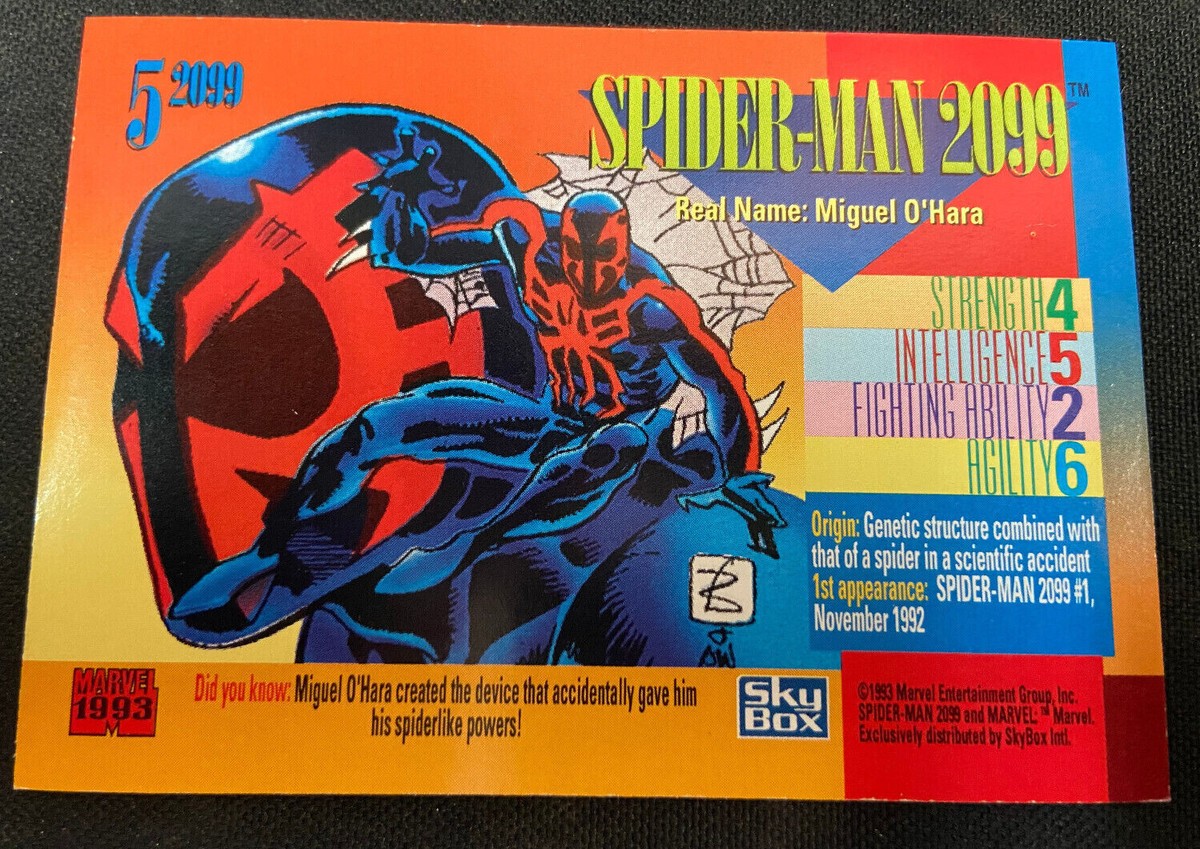 5 2099
SPIDER-MAN 2099™
Real Name: Miguel O'Hara
STRENGTH 4
INTELLIGENCE 5
FIGHTING ABILITY 2
AGILITY 6
Origin: Genetic structure combined with
that of a spider in a scientific accident
1st appearance: SPIDER-MAN 2099 #1,
November 1992
MARVEL
1993
Did you know: Miguel O'Hara created the device that accidentally gave him
his spiderlike powers!
Sky
Box
©1993 Marvel Entertainment Group, Inc.
SPIDER-MAN 2099 and MARVEL: ™ Marvel.
Exclusively distributed by SkyBox Intl.